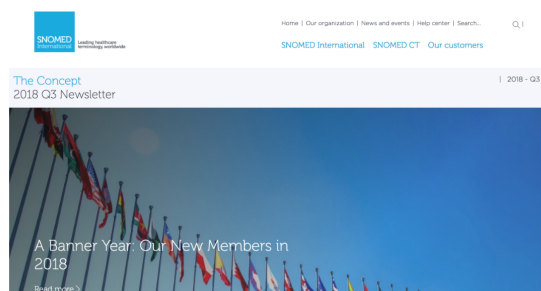 SNOMED
International
Leading healthcare
terminology, worldwide
Home | Our organization | News and events | Help center | Search...
SNOMED International SNOMED CT Our customers
The Concept
2018 Q3 Newsletter
| 2018 - Q3
A Banner Year: Our New Members in
2018
Read more >